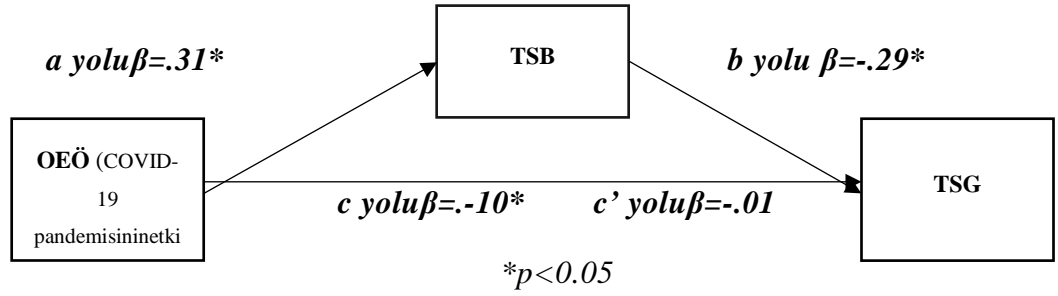 a yoluβ=.31*
TSB
b yolu β=-.29*
OEÖ (COVID-
19
pandemisininetki
TSG
c yoluβ=.-10*
c’ yoluβ=-.01
*p<0.05